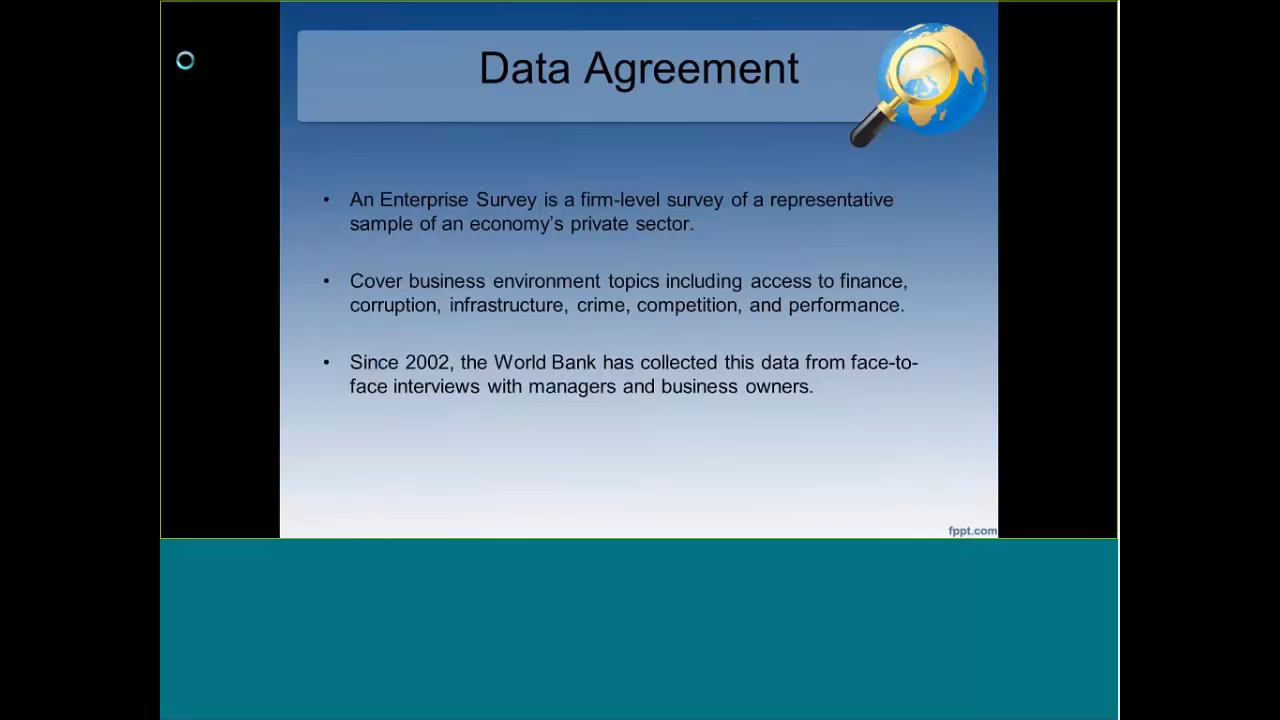 Data Agreement
• An Enterprise Survey is a firm-level survey of a representative
sample of an economy’s private sector.
• Cover business environment topics including access to finance,
corruption, infrastructure, crime, competition, and performance.
• Since 2002, the World Bank has collected this data from face-to-
face interviews with managers and business owners.
fppt.com